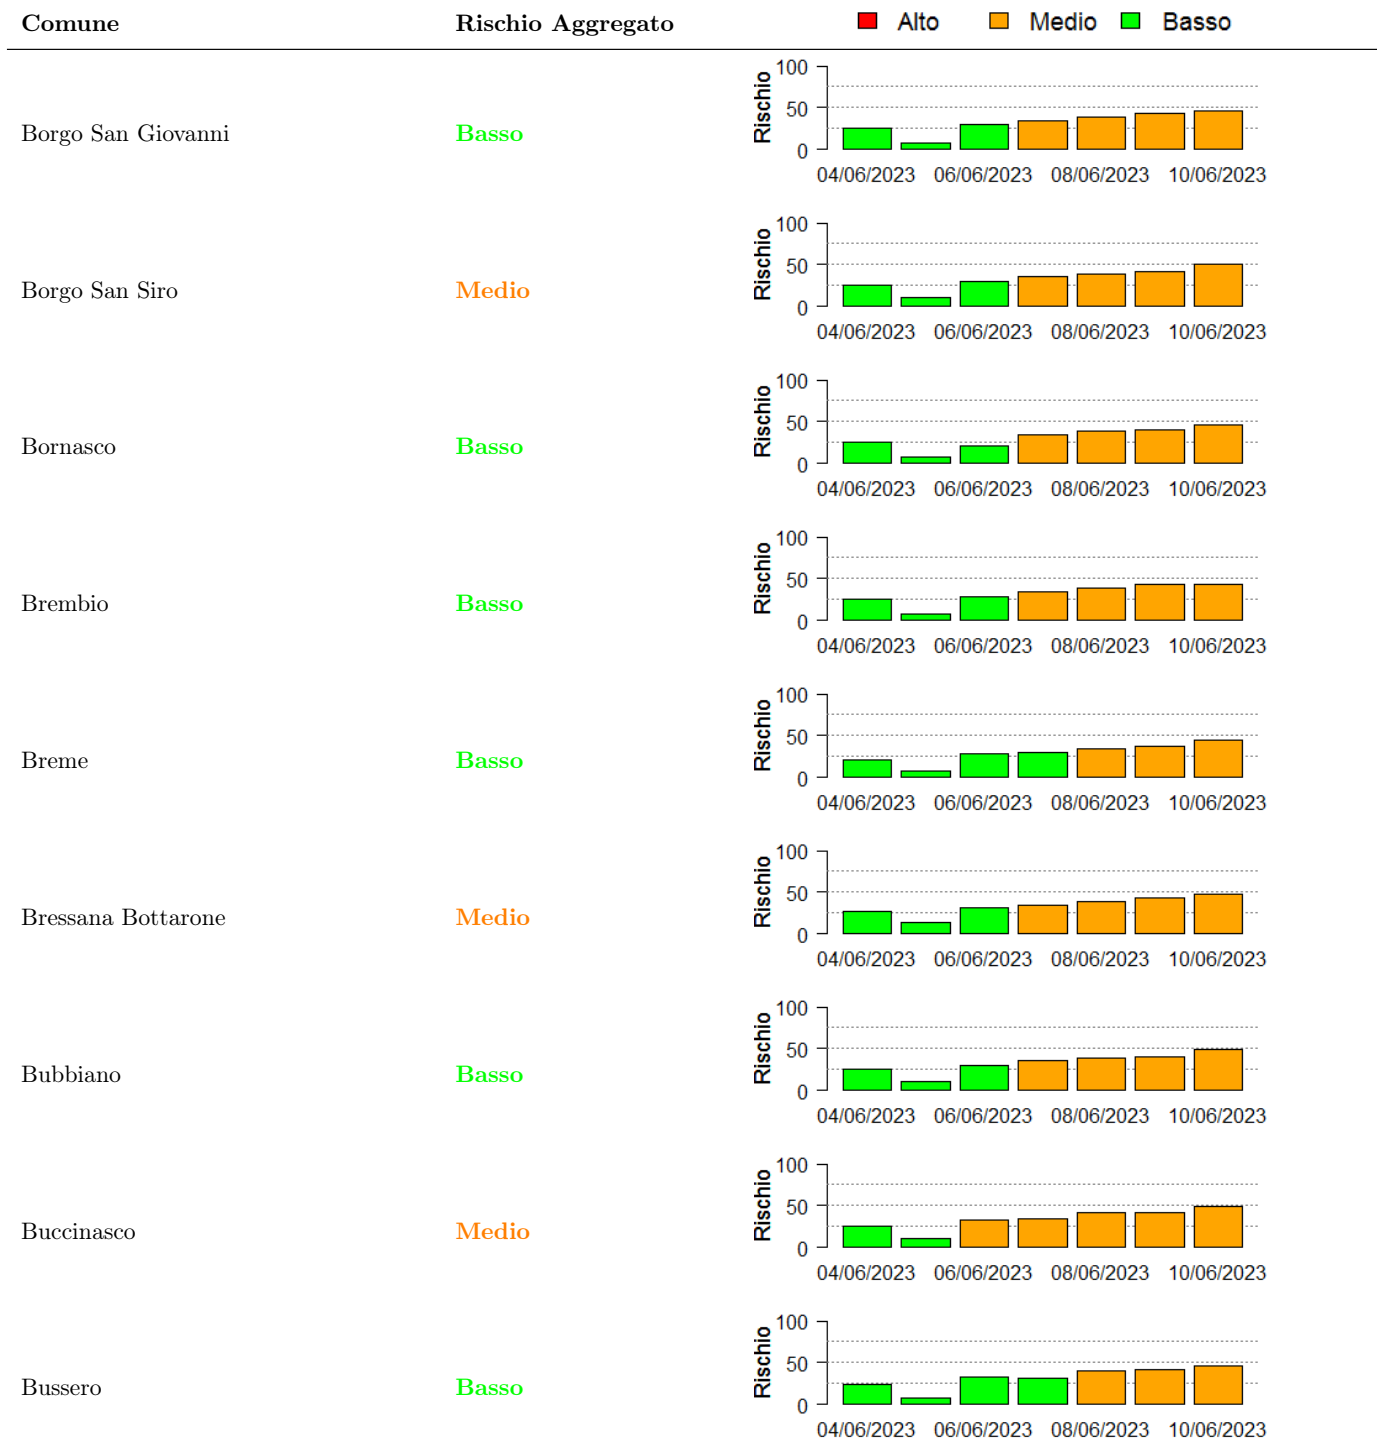 Comune Rischio Aggregato Alto Medio Basso
100
50
0
Rischio
Borgo San Giovanni Basso
04/06/2023 06/06/2023 08/06/2023 10/06/2023
100
50
0
Rischio
Borgo San Siro Medio
04/06/2023 06/06/2023 08/06/2023 10/06/2023
100
50
0
Rischio
Bornasco Basso
04/06/2023 06/06/2023 08/06/2023 10/06/2023
100
50
0
Rischio
Brembio Basso
04/06/2023 06/06/2023 08/06/2023 10/06/2023
100
50
0
Rischio
Breme Basso
04/06/2023 06/06/2023 08/06/2023 10/06/2023
100
50
0
Rischio
Bressana Bottarone Medio
04/06/2023 06/06/2023 08/06/2023 10/06/2023
100
50
0
Rischio
Bubbiano Basso
04/06/2023 06/06/2023 08/06/2023 10/06/2023
100
50
0
Rischio
Buccinasco Medio
04/06/2023 06/06/2023 08/06/2023 10/06/2023
100
50
0
Rischio
Bussero Basso
04/06/2023 06/06/2023 08/06/2023 10/06/2023